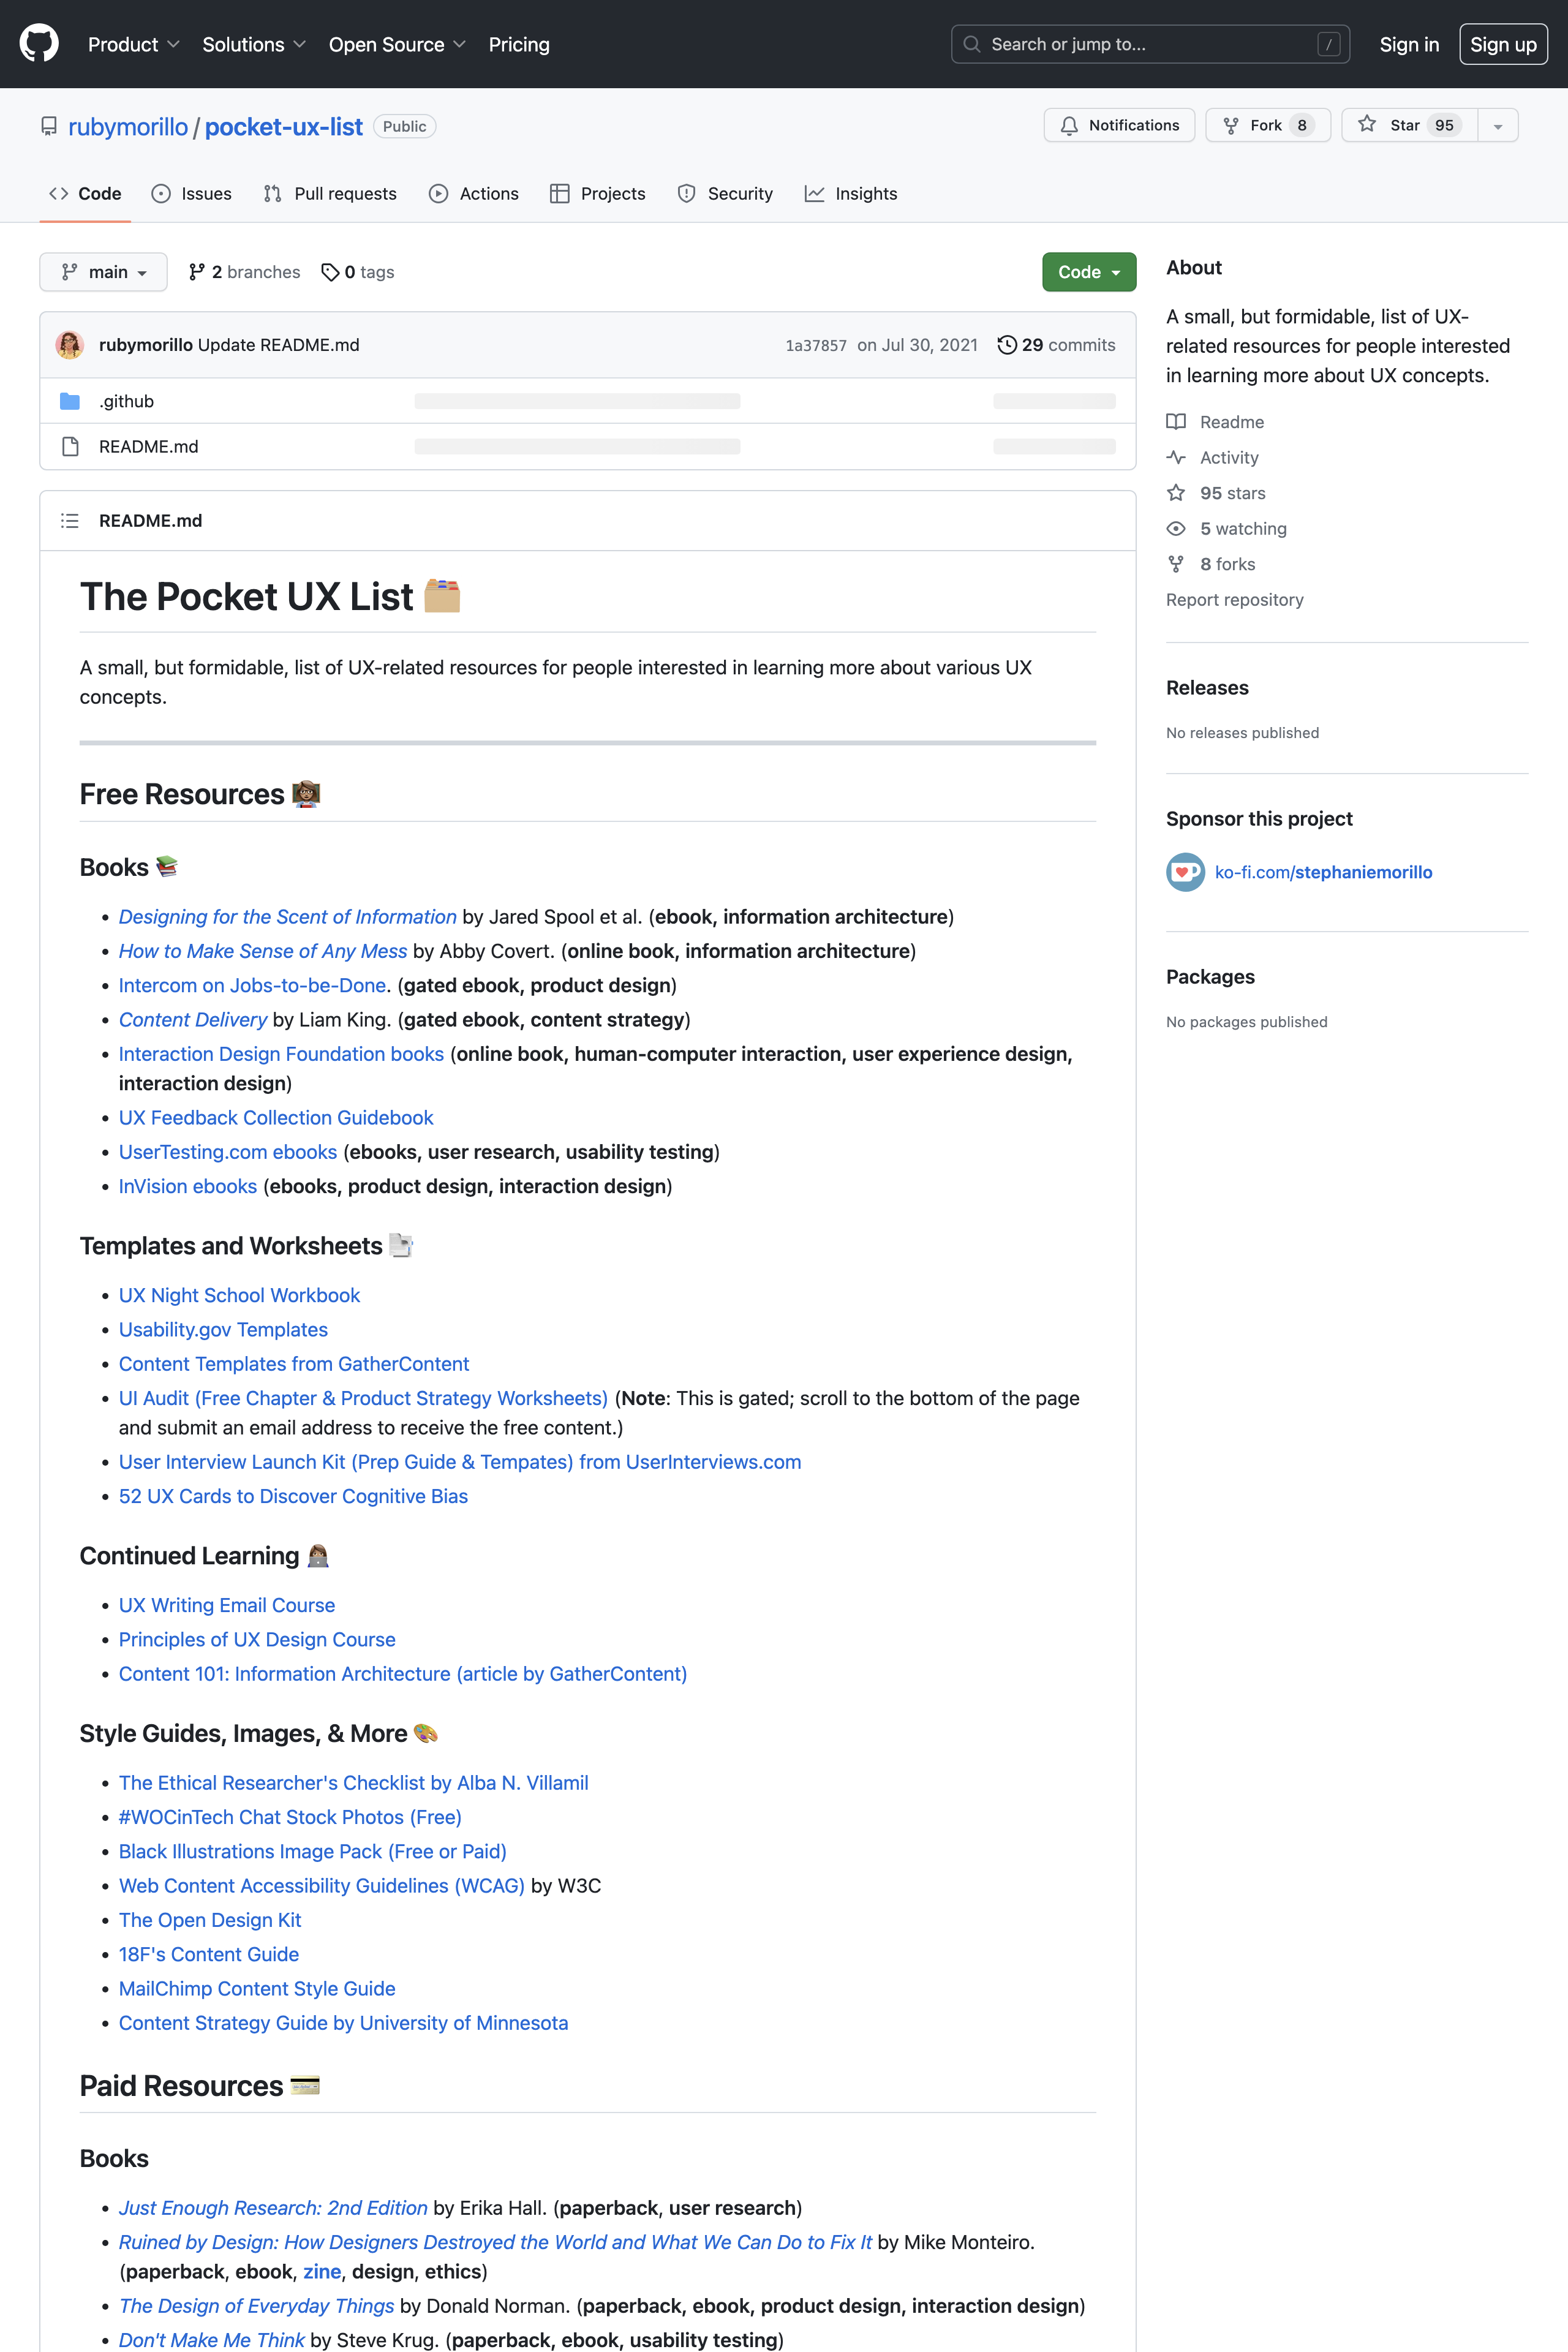 Product Solutions Open Source Pricing Search or jump to... / Sign in Sign up
rubymorillo / pocket-ux-list Public Notifications Fork 8 Star 95
Code Issues Pull requests Actions Projects Security Insights
main 2 branches 0 tags Code
rubymorillo Update README.md 1a37857 on Jul 30, 2021 29 commits
.github
README.md
README.md
The Pocket UX List
A small, but formidable, list of UX-related resources for people interested in learning more about various UX
concepts.
Free Resources
Books
Designing for the Scent of Information by Jared Spool et al. (ebook, information architecture)
How to Make Sense of Any Mess by Abby Covert. (online book, information architecture)
Intercom on Jobs-to-be-Done. (gated ebook, product design)
Content Delivery by Liam King. (gated ebook, content strategy)
Interaction Design Foundation books (online book, human-computer interaction, user experience design,
interaction design)
UX Feedback Collection Guidebook
UserTesting.com ebooks (ebooks, user research, usability testing)
InVision ebooks (ebooks, product design, interaction design)
Templates and Worksheets
UX Night School Workbook
Usability.gov Templates
Content Templates from GatherContent
UI Audit (Free Chapter & Product Strategy Worksheets) (Note: This is gated; scroll to the bottom of the page
and submit an email address to receive the free content.)
User Interview Launch Kit (Prep Guide & Tempates) from UserInterviews.com
52 UX Cards to Discover Cognitive Bias
Continued Learning
UX Writing Email Course
Principles of UX Design Course
Content 101: Information Architecture (article by GatherContent)
Style Guides, Images, & More
The Ethical Researcher's Checklist by Alba N. Villamil
#WOCinTech Chat Stock Photos (Free)
Black Illustrations Image Pack (Free or Paid)
Web Content Accessibility Guidelines (WCAG) by W3C
The Open Design Kit
18F's Content Guide
MailChimp Content Style Guide
Content Strategy Guide by University of Minnesota
Paid Resources
Books
Just Enough Research: 2nd Edition by Erika Hall. (paperback, user research)
Ruined by Design: How Designers Destroyed the World and What We Can Do to Fix It by Mike Monteiro.
(paperback, ebook, zine, design, ethics)
The Design of Everyday Things by Donald Norman. (paperback, ebook, product design, interaction design)
Don't Make Me Think by Steve Krug. (paperback, ebook, usability testing)
About
A small, but formidable, list of UX-
related resources for people interested
in learning more about UX concepts.
Readme
Activity
95 stars
5 watching
8 forks
Report repository
Releases
No releases published
Sponsor this project
ko-fi.com/stephaniemorillo
Packages
No packages published